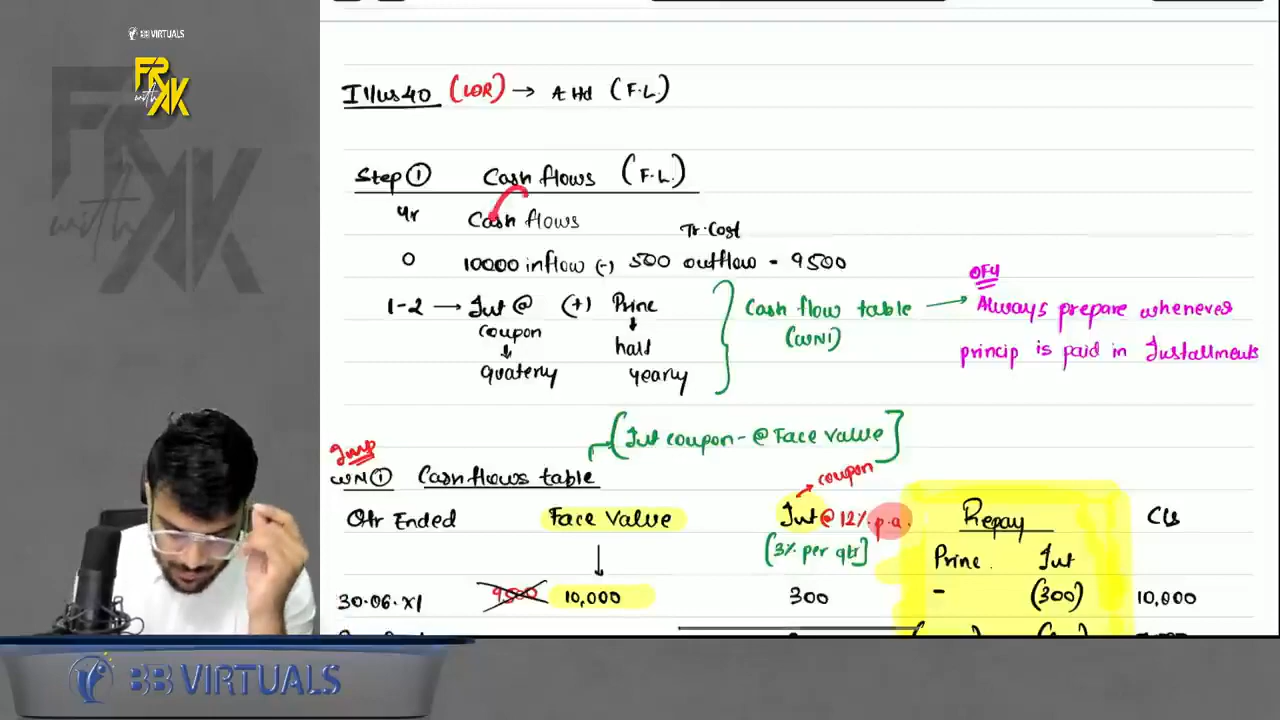 BB VIRTUALS
FR
with
KK
Illus 40 (LOR) → A Hd (F.L.)
Step ① Cash flows (F.L.)
Yr Cash flows
Tr. Cost
0 10000 inflow (-) 500 outflow = 9500
1-2 → Int @ (+) Princ
coupon
quaterly
half
yearly
Cash flow table →
(WN1)
Always prepare whenever
princip is paid in Installments
[Int coupon - @ Face Value]
Imp
WN① Cashflows table
coupon
Qtr Ended Face Value Int @ 12% p.a. Repay C/B
[3% per qtr] Princ. Int
30.06.X1 9500 10,000 300 - (300) 10,000
BB VIRTUALS